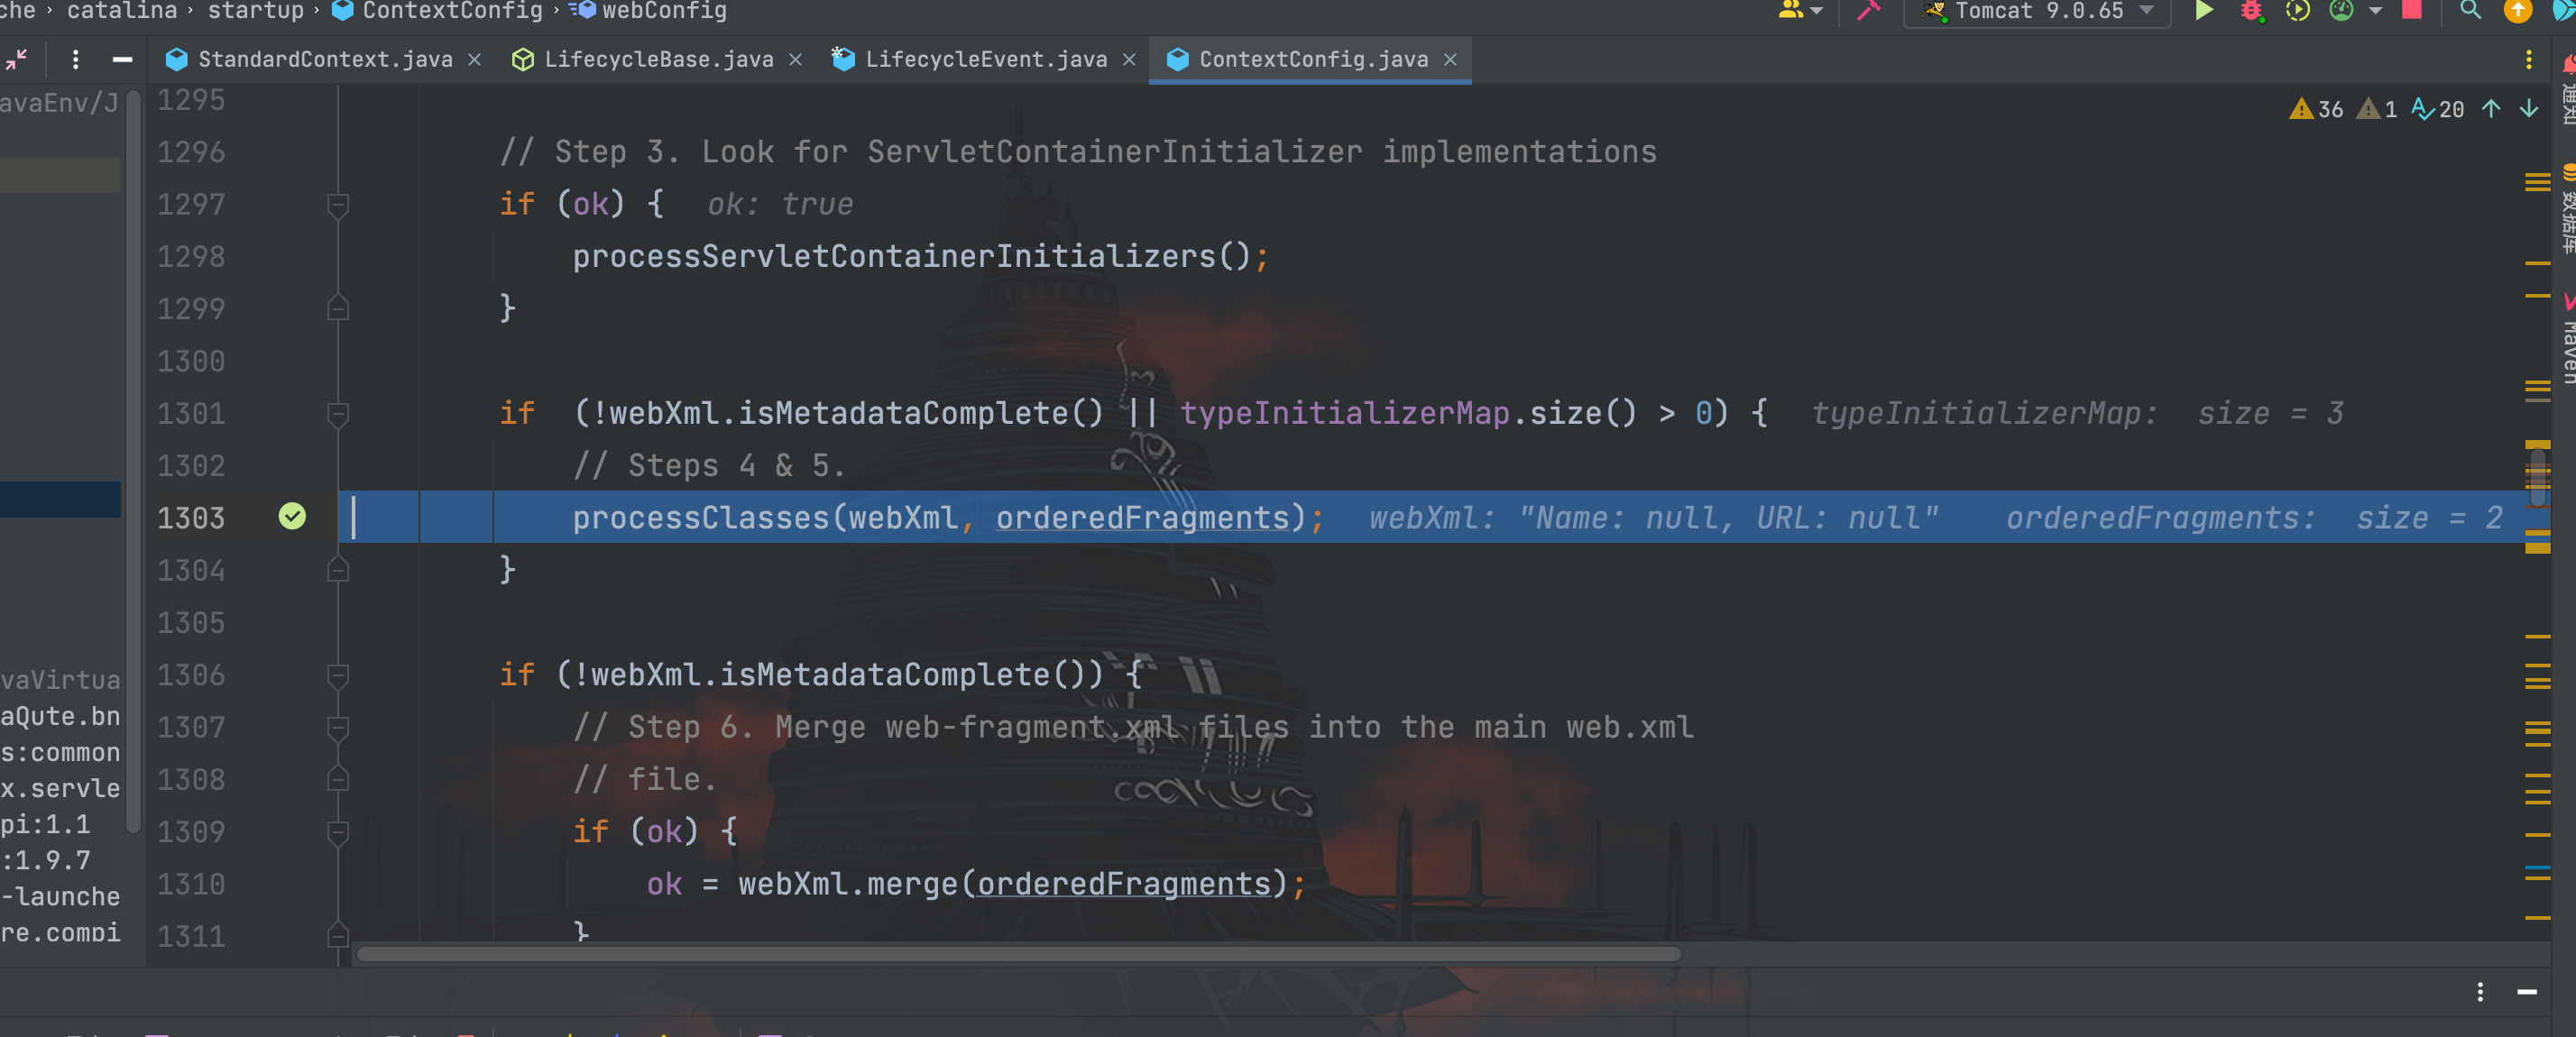 che › catalina › startup › ContextConfig › webConfig
Tomcat 9.0.65
StandardContext.java
LifecycleBase.java
LifecycleEvent.java
ContextConfig.java
36 1 20
avaEnv/J
vaVirtua
aQute.bn
s:common
x.servle
pi:1.1
:1.9.7
-launche
re.combi
1295
1296 // Step 3. Look for ServletContainerInitializer implementations
1297 if (ok) { ok: true
1298 processServletContainerInitializers();
1299 }
1300
1301 if (!webXml.isMetadataComplete() || typeInitializerMap.size() > 0) { typeInitializerMap: size = 3
1302 // Steps 4 & 5.
1303 processClasses(webXml, orderedFragments); webXml: "Name: null, URL: null" orderedFragments: size = 2
1304 }
1305
1306 if (!webXml.isMetadataComplete()) {
1307 // Step 6. Merge web-fragment.xml files into the main web.xml
1308 // file.
1309 if (ok) {
1310 ok = webXml.merge(orderedFragments);
1311 }
通知
数据库
Maven